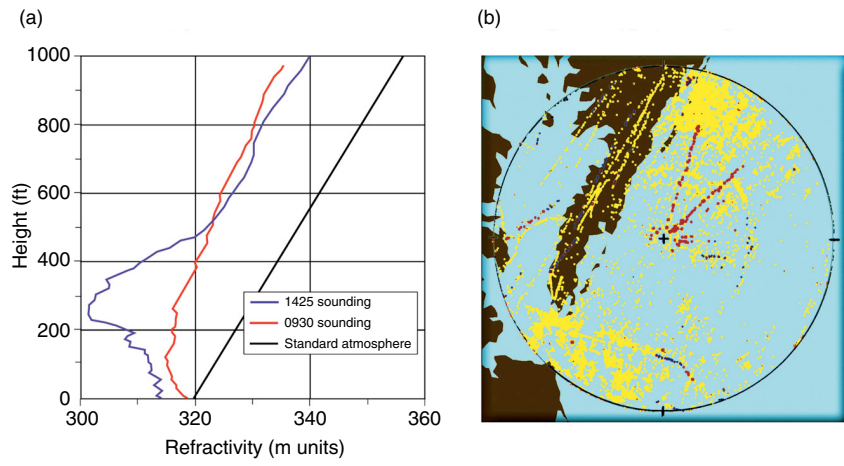 (a)
1000
800
600
400
200
0
Height (ft)
300
320
340
360
Refractivity (m units)
1425 sounding
0930 sounding
Standard atmosphere
(b)